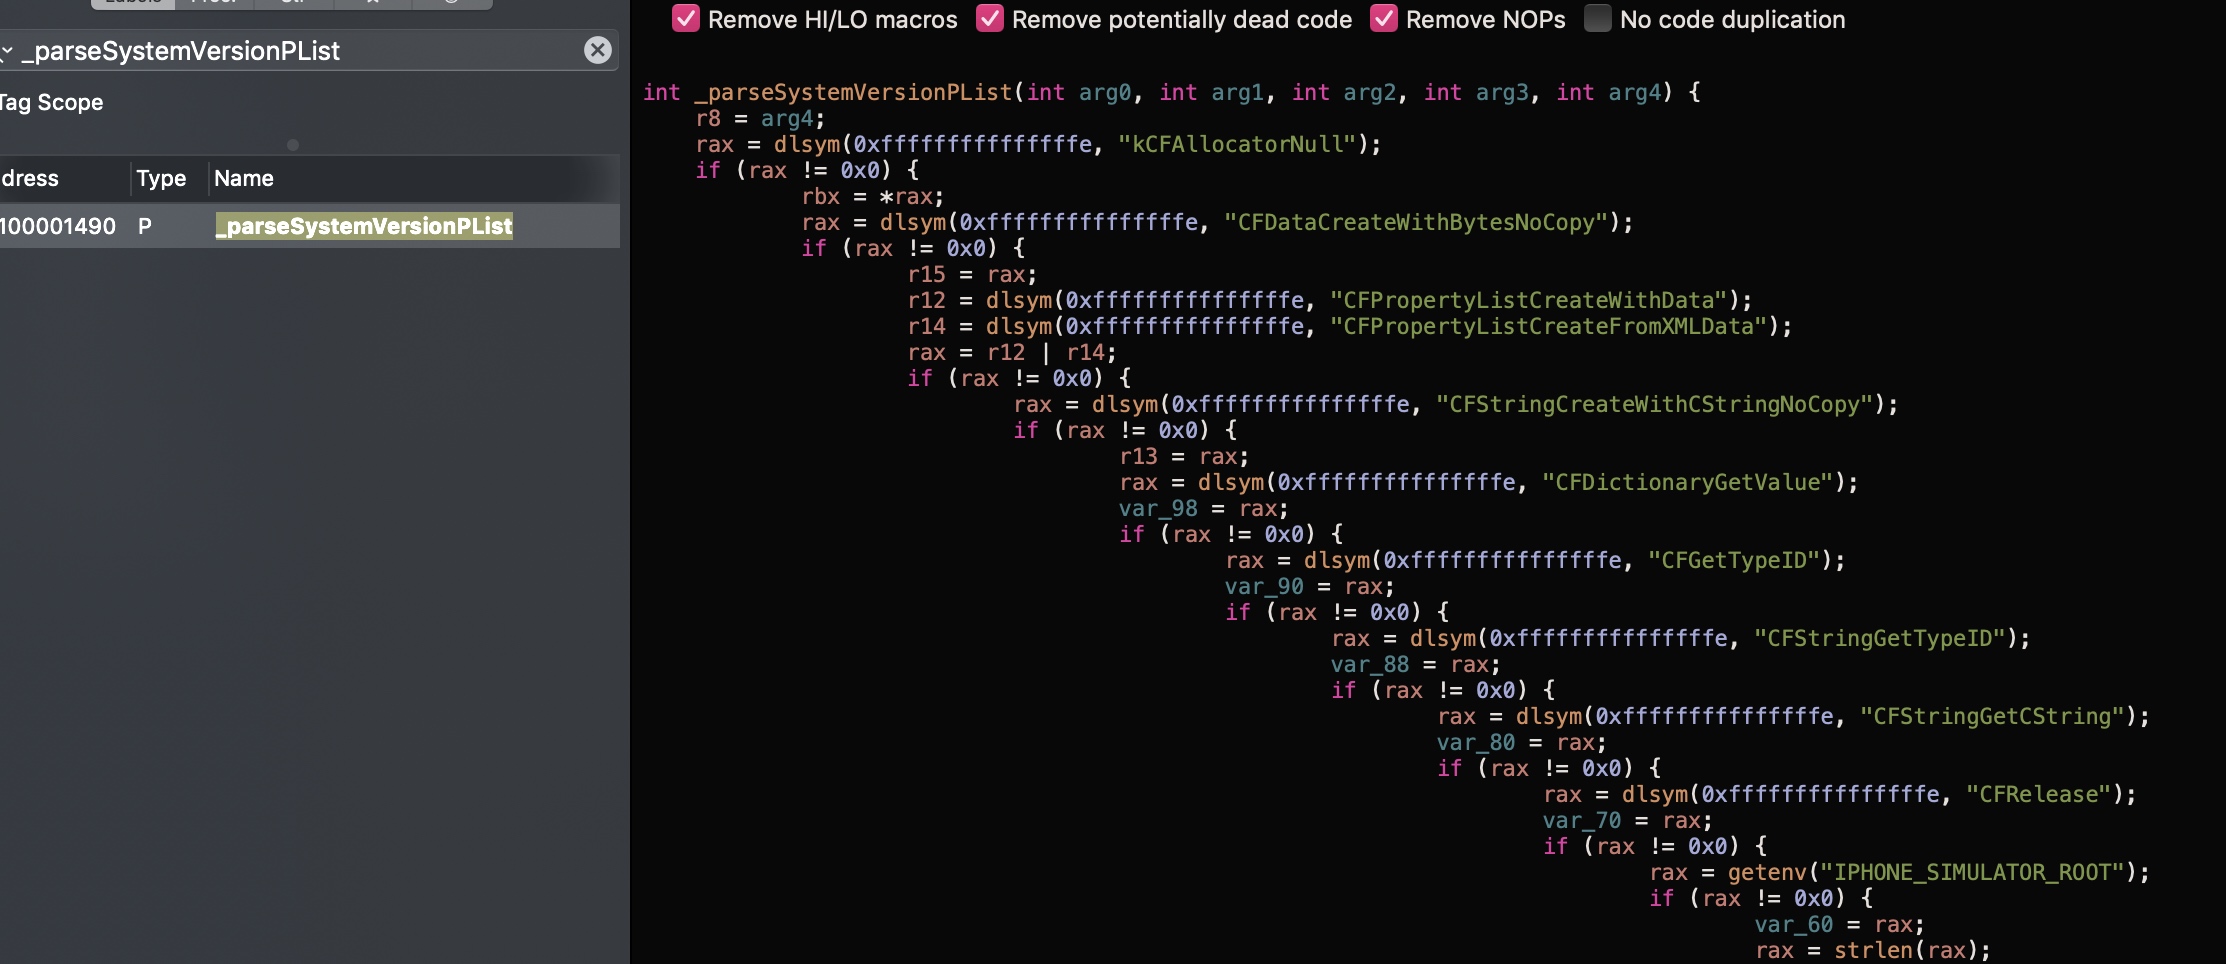 Labels Proc. Str
Remove HI/LO macros Remove potentially dead code Remove NOPs No code duplication
_parseSystemVersionPList
Tag Scope
dress Type Name
100001490 P _parseSystemVersionPList
int _parseSystemVersionPList(int arg0, int arg1, int arg2, int arg3, int arg4) {
r8 = arg4;
rax = dlsym(0xfffffffffffffffe, "kCFAllocatorNull");
if (rax != 0x0) {
rbx = *rax;
rax = dlsym(0xfffffffffffffffe, "CFDataCreateWithBytesNoCopy");
if (rax != 0x0) {
r15 = rax;
r12 = dlsym(0xfffffffffffffffe, "CFPropertyListCreateWithData");
r14 = dlsym(0xfffffffffffffffe, "CFPropertyListCreateFromXMLData");
rax = r12 | r14;
if (rax != 0x0) {
rax = dlsym(0xfffffffffffffffe, "CFStringCreateWithCStringNoCopy");
if (rax != 0x0) {
r13 = rax;
rax = dlsym(0xfffffffffffffffe, "CFDictionaryGetValue");
var_98 = rax;
if (rax != 0x0) {
rax = dlsym(0xfffffffffffffffe, "CFGetTypeID");
var_90 = rax;
if (rax != 0x0) {
rax = dlsym(0xfffffffffffffffe, "CFStringGetTypeID");
var_88 = rax;
if (rax != 0x0) {
rax = dlsym(0xfffffffffffffffe, "CFStringGetCString");
var_80 = rax;
if (rax != 0x0) {
rax = dlsym(0xfffffffffffffffe, "CFRelease");
var_70 = rax;
if (rax != 0x0) {
rax = getenv("IPHONE_SIMULATOR_ROOT");
if (rax != 0x0) {
var_60 = rax;
rax = strlen(rax);